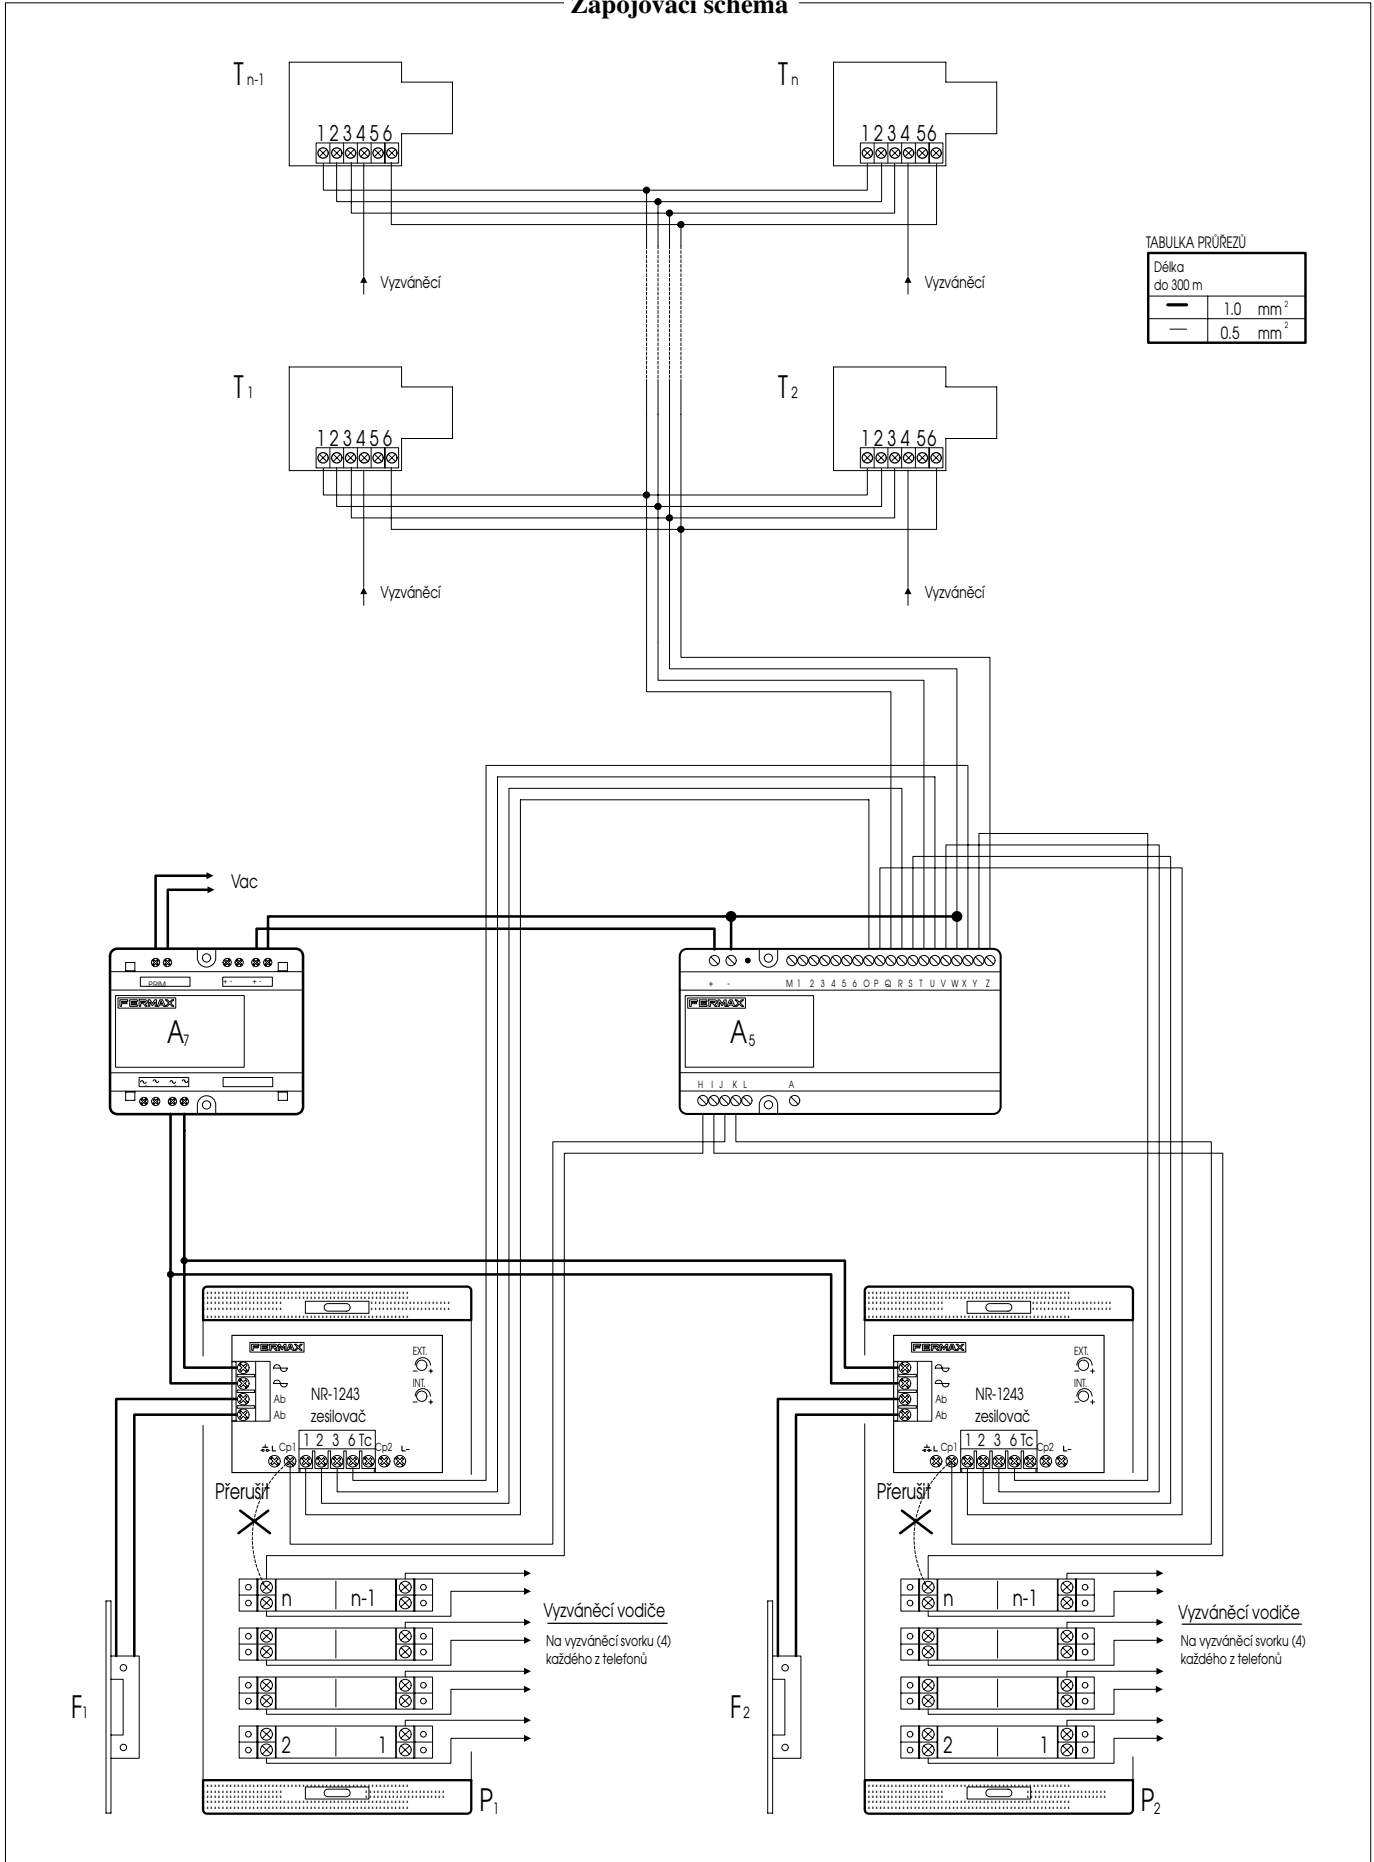 Zapojovací schéma
T n-1
T n
1 2 3 4 5 6
1 2 3 4 5 6
Vyzváněcí
Vyzváněcí
TABULKA PRŮŘEZŮ
Délka
do 300 m
1.0 mm²
0.5 mm²
T 1
T 2
1 2 3 4 5 6
1 2 3 4 5 6
Vyzváněcí
Vyzváněcí
Vac
PRIM.
+ - + -
+ -
M 1 2 3 4 5 6 O P Q R S T U V W X Y Z
FERMAX
FERMAX
A7
A5
~ ~ ~ ~
H I J K L
A
FERMAX
EXT.
- +
INT.
- +
Ab
Ab
NR-1243
zesilovač
L Cp1 1 2 3 6 Tc Cp2 L-
Přerušit
FERMAX
EXT.
- +
INT.
- +
Ab
Ab
NR-1243
zesilovač
L Cp1 1 2 3 6 Tc Cp2 L-
Přerušit
n n-1
Vyzváněcí vodiče
Na vyzváněcí svorku (4)
každého z telefonů
n n-1
Vyzváněcí vodiče
Na vyzváněcí svorku (4)
každého z telefonů
F1
2 1
P1
F2
2 1
P2